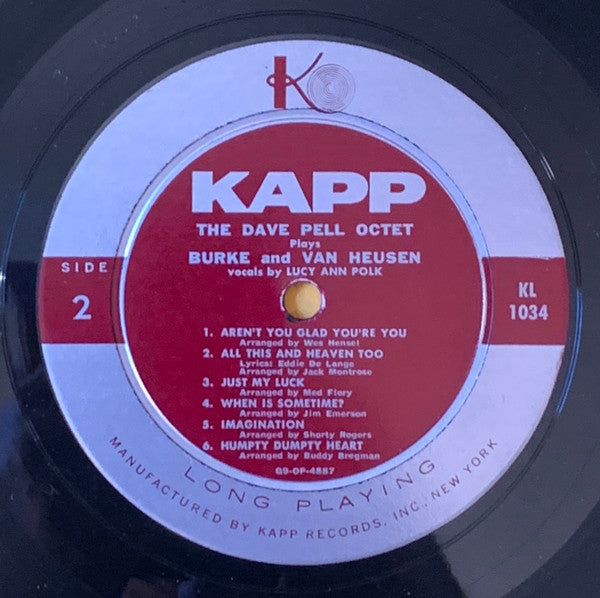 K
KAPP
THE DAVE PELL OCTET
Plays
BURKE and VAN HEUSEN
vocals by LUCY ANN POLK
SIDE
2
KL
1034
1. AREN'T YOU GLAD YOU'RE YOU
Arranged by Wes Hensel
2. ALL THIS AND HEAVEN TOO
Lyrics: Eddie De Lange
Arranged by Jack Montrose
3. JUST MY LUCK
Arranged by Med Flory
4. WHEN IS SOMETIME?
Arranged by Jim Emerson
5. IMAGINATION
Arranged by Shorty Rogers
6. HUMPTY DUMPTY HEART
Arranged by Buddy Bregman
G9-OP-4887
LONG PLAYING
MANUFACTURED BY KAPP RECORDS, INC., NEW YORK